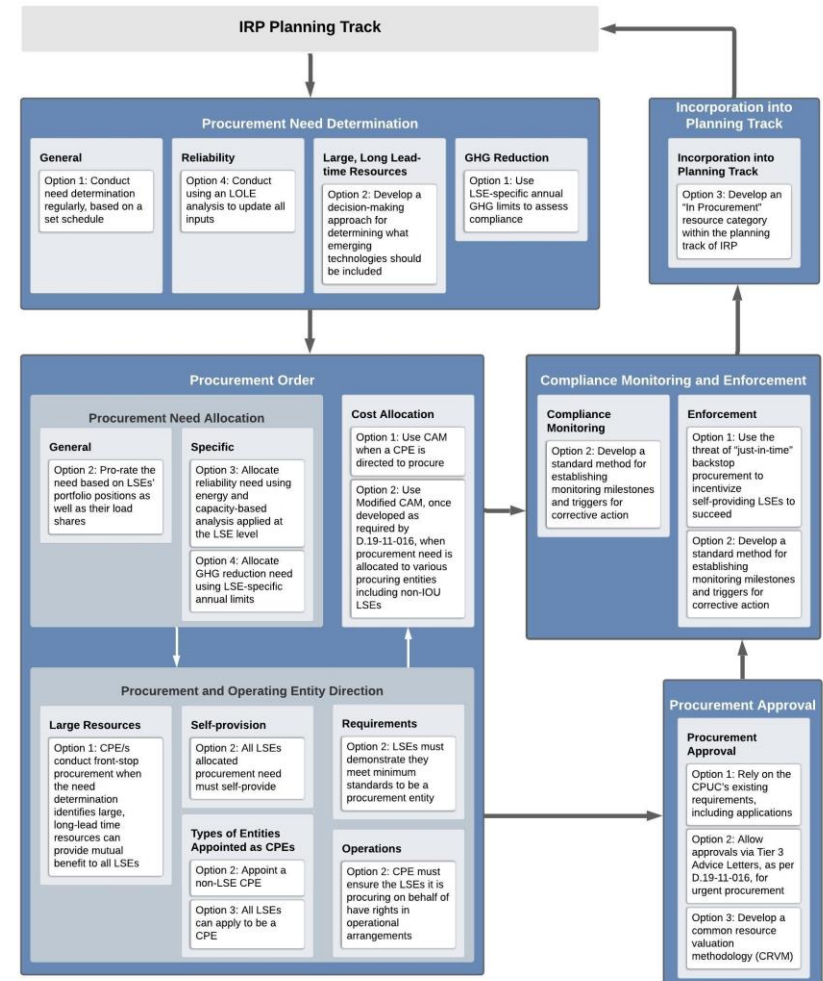 IRP Planning Track
Procurement Need Determination
General
Option 1: Conduct
need determination
regularly, based on a
set schedule
Reliability
Option 4: Conduct
using an LOLE
analysis to update all
inputs
Large, Long Lead-
time Resources
Option 2: Develop a
decision-making
approach for
determining what
emerging
technologies should
be included
GHG Reduction
Option 1: Use
LSE-specific annual
GHG limits to assess
compliance
Incorporation into
Planning Track
Incorporation into
Planning Track
Option 3: Develop an
“In Procurement”
resource category
within the planning
track of IRP
Procurement Order
Procurement Need Allocation
General
Option 2: Pro-rate the
need based on LSEs’
portfolio positions as
well as their load
shares
Specific
Option 3: Allocate
reliability need using
energy and
capacity-based
analysis applied at
the LSE level
Option 4: Allocate
GHG reduction need
using LSE-specific
annual limits
Cost Allocation
Option 1: Use CAM
when a CPE is
directed to procure
Option 2: Use
Modified CAM, once
developed as
required by
D.19-11-016, when
procurement need is
allocated to various
procuring entities
including non-IOU
LSEs
Procurement and Operating Entity Direction
Large Resources
Option 1: CPE/s
conduct front-stop
procurement when
the need
determination
identifies large,
long-lead time
resources can
provide mutual
benefit to all LSEs
Self-provision
Option 2: All LSEs
allocated
procurement need
must self-provide
Types of Entities
Appointed as CPEs
Option 2: Appoint a
non-LSE CPE
Option 3: All LSEs
can apply to be a
CPE
Requirements
Option 2: LSEs must
demonstrate they
meet minimum
standards to be a
procurement entity
Operations
Option 2: CPE must
ensure the LSEs it is
procuring on behalf of
have rights in
operational
arrangements
Compliance Monitoring and Enforcement
Compliance
Monitoring
Option 2: Develop a
standard method for
establishing
monitoring milestones
and triggers for
corrective action
Enforcement
Option 1: Use the
threat of “just-in-time”
backstop
procurement to
incentivize
self-providing LSEs to
succeed
Option 2: Develop a
standard method for
establishing
monitoring milestones
and triggers for
corrective action
Procurement Approval
Procurement
Approval
Option 1: Rely on the
CPUC’s existing
requirements,
including applications
Option 2: Allow
approvals via Tier 3
Advice Letters, as per
D.19-11-016, for
urgent procurement
Option 3: Develop a
common resource
valuation
methodology (CRVM)